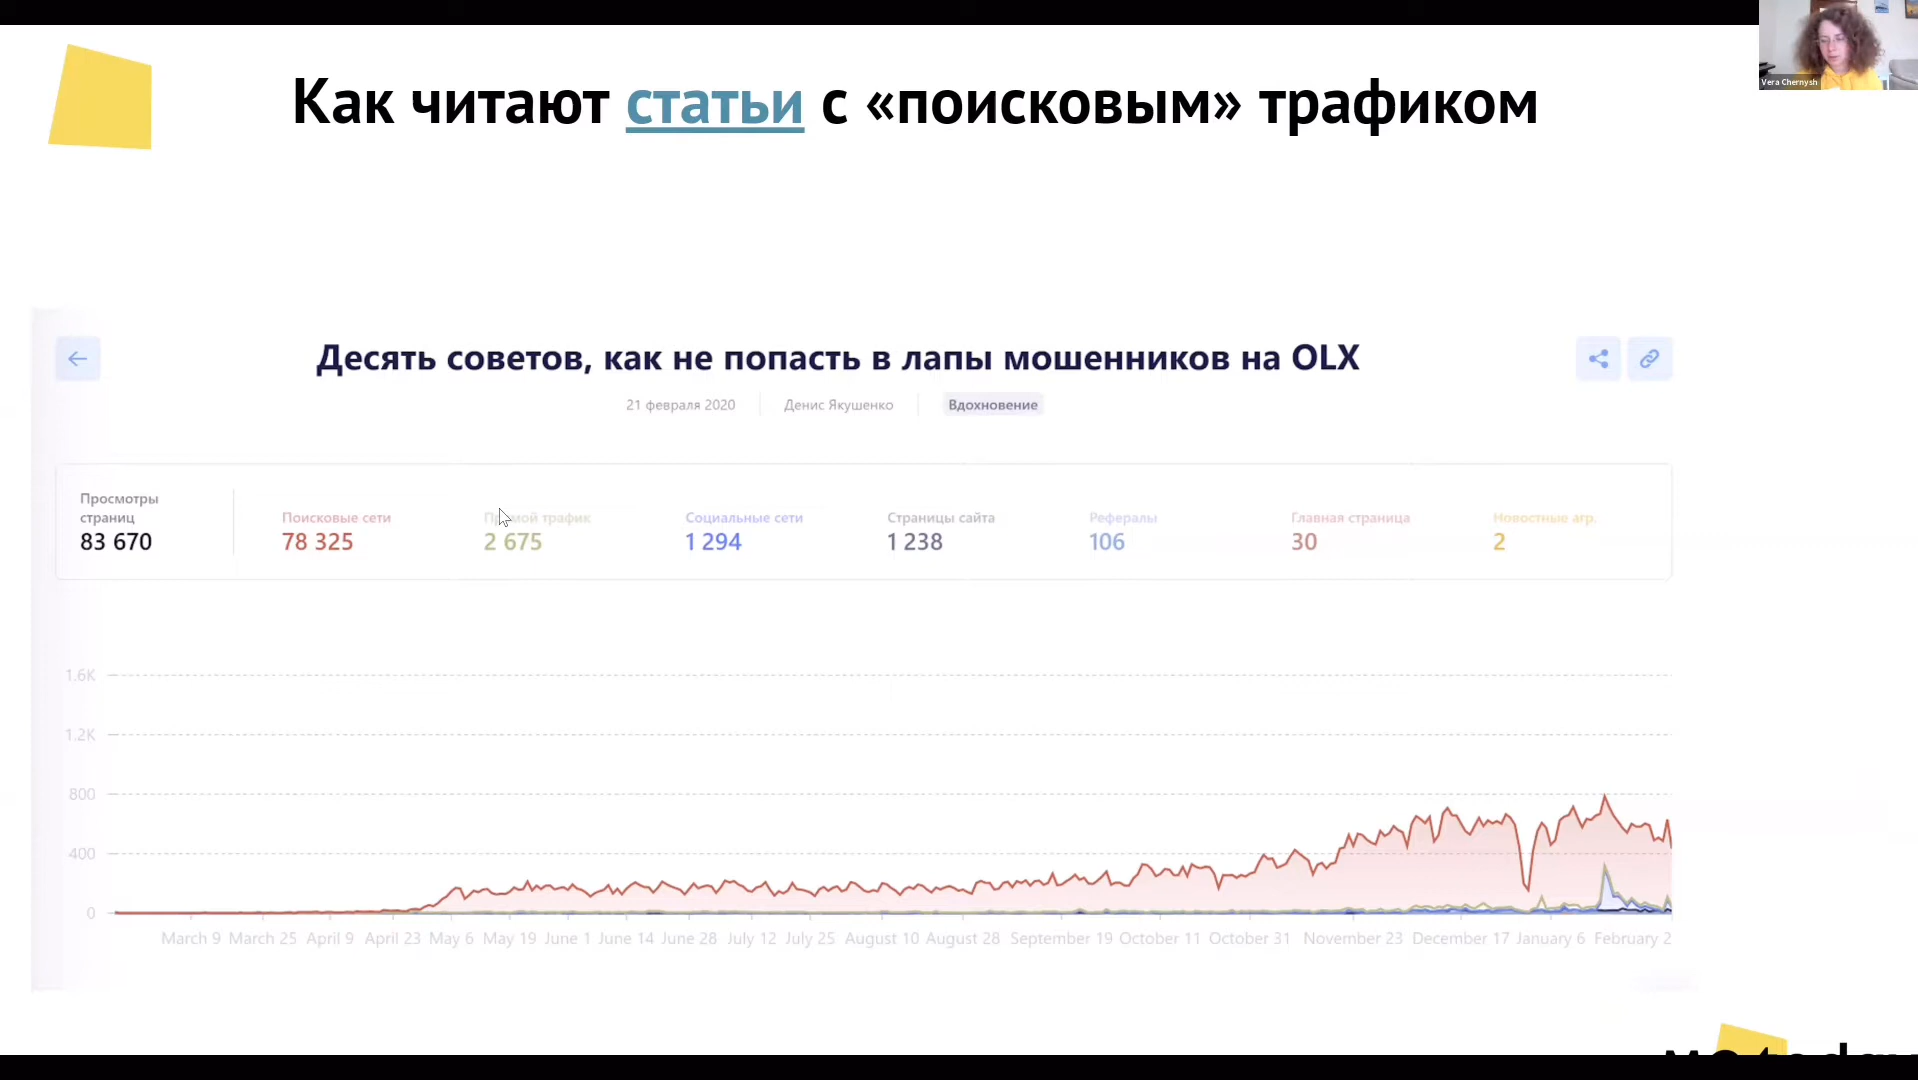 Как читают статьи с «поисковым» трафиком
Vera Chernysh
Десять советов, как не попасть в лапы мошенников на OLX
21 февраля 2020 Денис Якушенко Вдохновение
Просмотры
страниц
83 670
Поисковые сети
78 325
трафик
2 675
Социальные сети
1 294
Страницы сайта
1 238
Рефералы
106
Главная страница
30
Новостные агр.
2
1.6K
1.2K
800
400
0
March 9 March 25 April 9 April 23 May 6 May 19 June 1 June 14 June 28 July 12 July 25 August 10 August 28 September 19 October 11 October 31 November 23 December 17 January 6 February 2